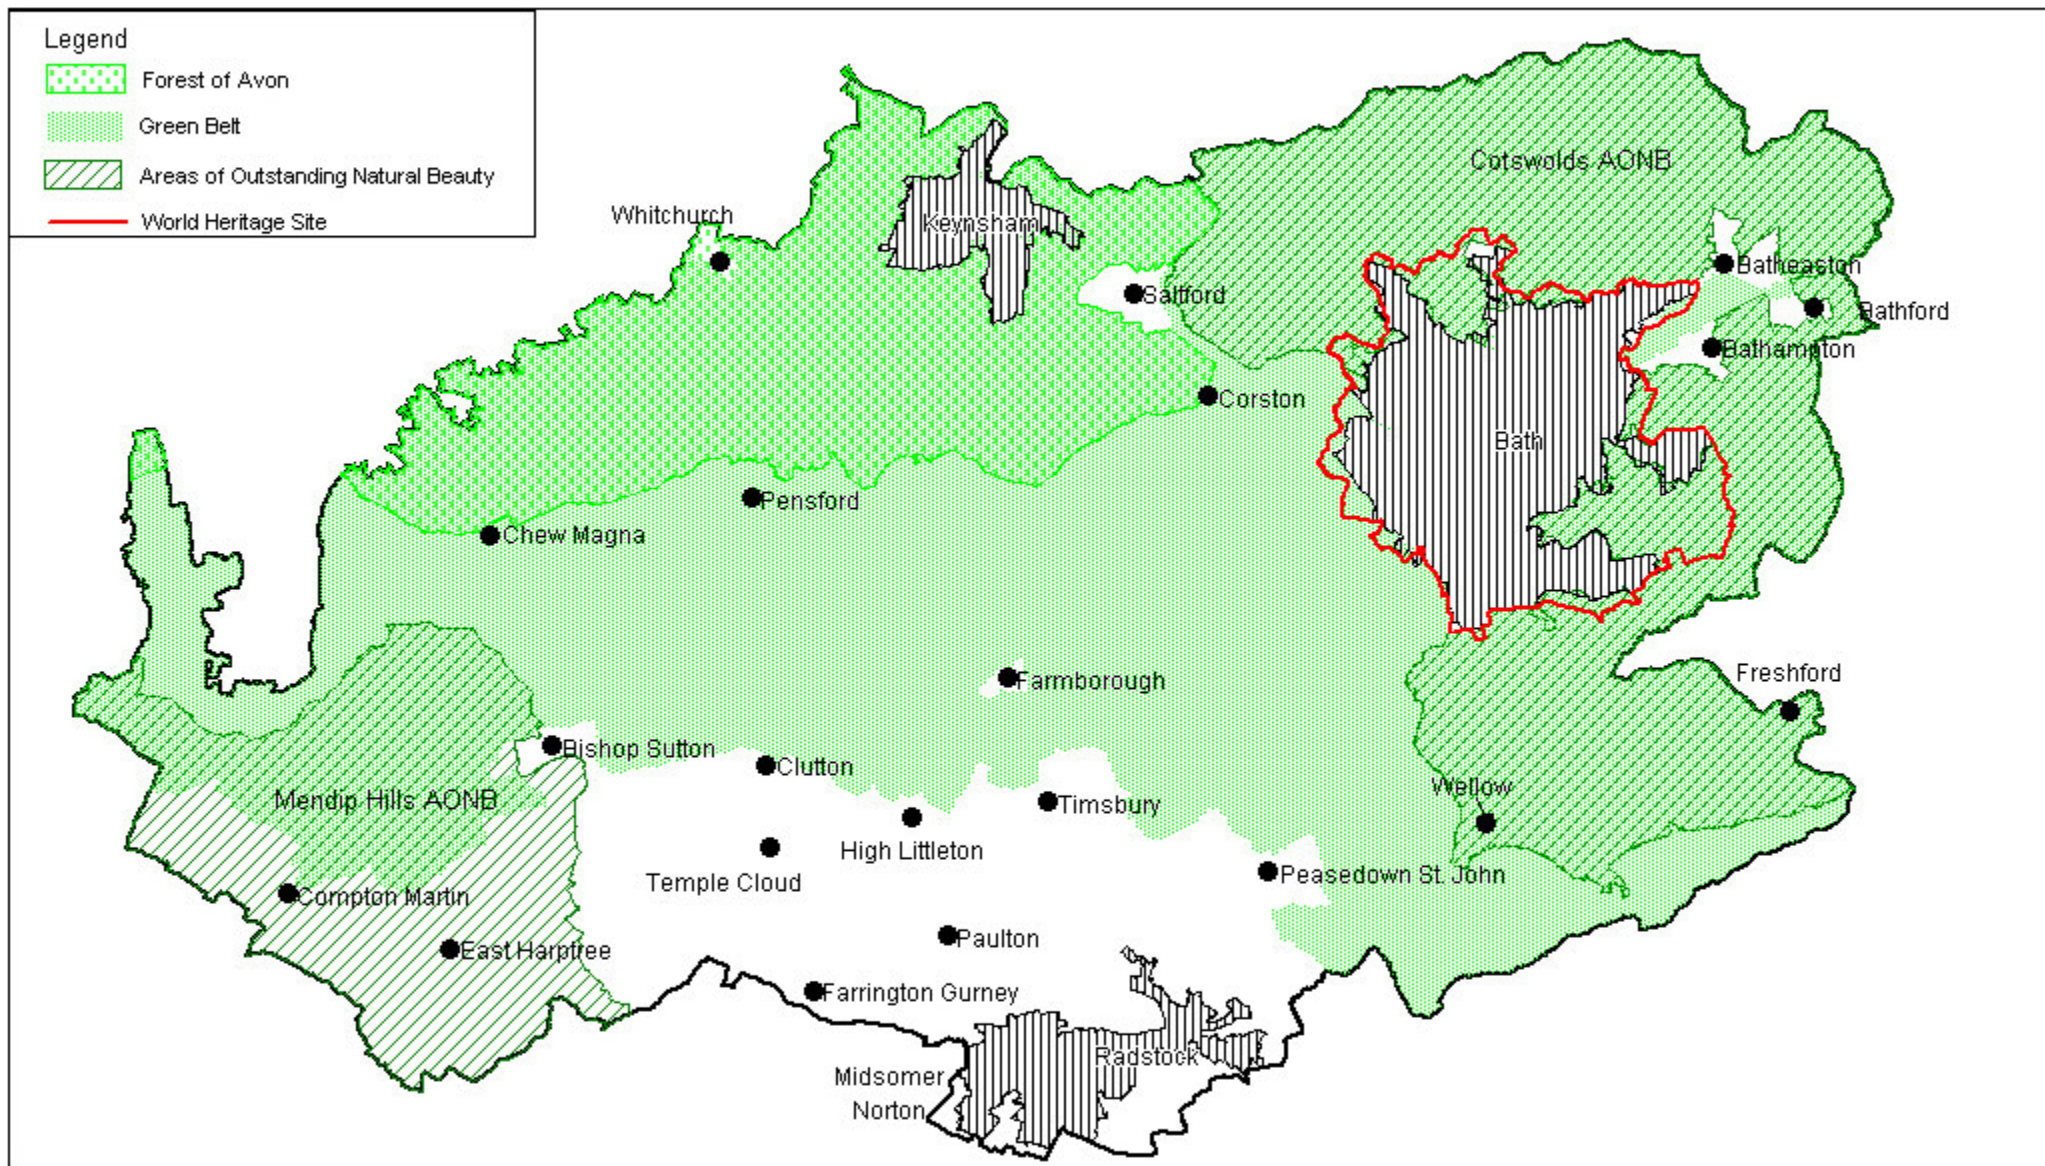 Legend
Forest of Avon
Green Belt
Areas of Outstanding Natural Beauty
World Heritage Site
Cotswolds AONB
Whitchurch
Keynsham
Batheaston
Saltford
Bathford
Bathampton
Corston
Bath
Pensford
Chew Magna
Farmborough
Freshford
Bishop Sutton
Clutton
Wellow
Mendip Hills AONB
Timsbury
High Littleton
Temple Cloud
Peasedown St. John
Compton Martin
Paulton
East Harptree
Farrington Gurney
Radstock
Midsomer
Norton